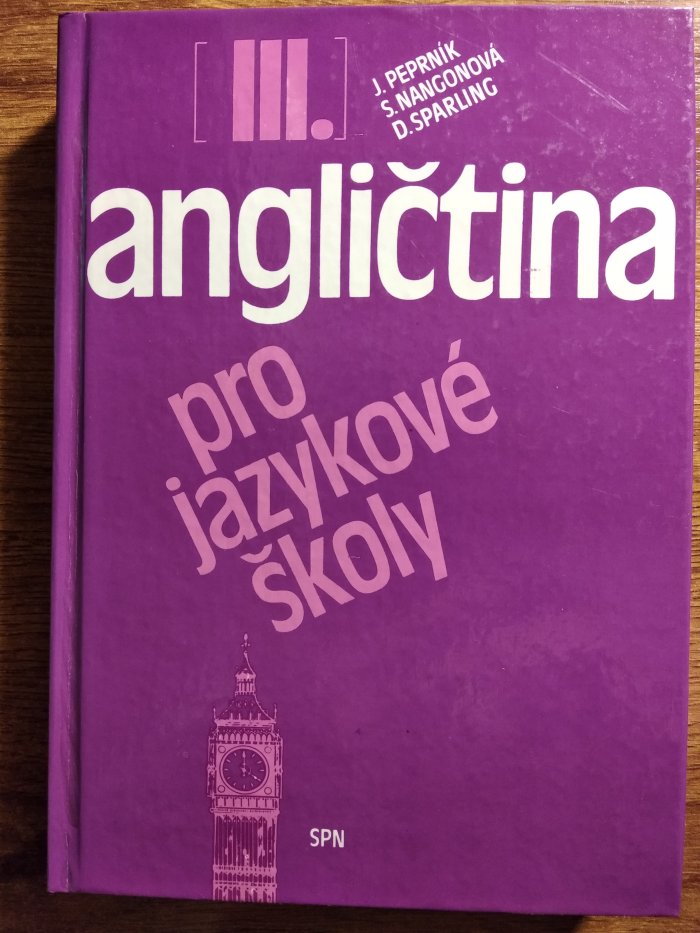 [III.]
J. PEPRNÍK
S. NANGONOVÁ
D. SPARLING
angličtina
pro
jazykové
školy
SPN